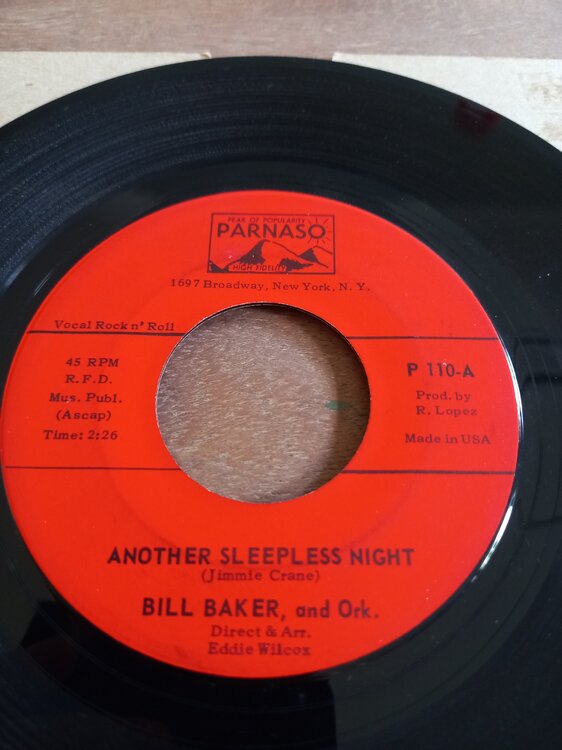 PEAK OF POPULARITY
PARNASO
HIGH FIDELITY
1697 Broadway, New York, N. Y.
Vocal Rock n' Roll
45 RPM
R.F.D.
Mus. Publ.
(Ascap)
Time: 2:26
P 110-A
Prod. by
R. Lopez
Made in USA
ANOTHER SLEEPLESS NIGHT
(Jimmie Crane)
BILL BAKER, and Ork.
Direct & Arr.
Eddie Wilcox